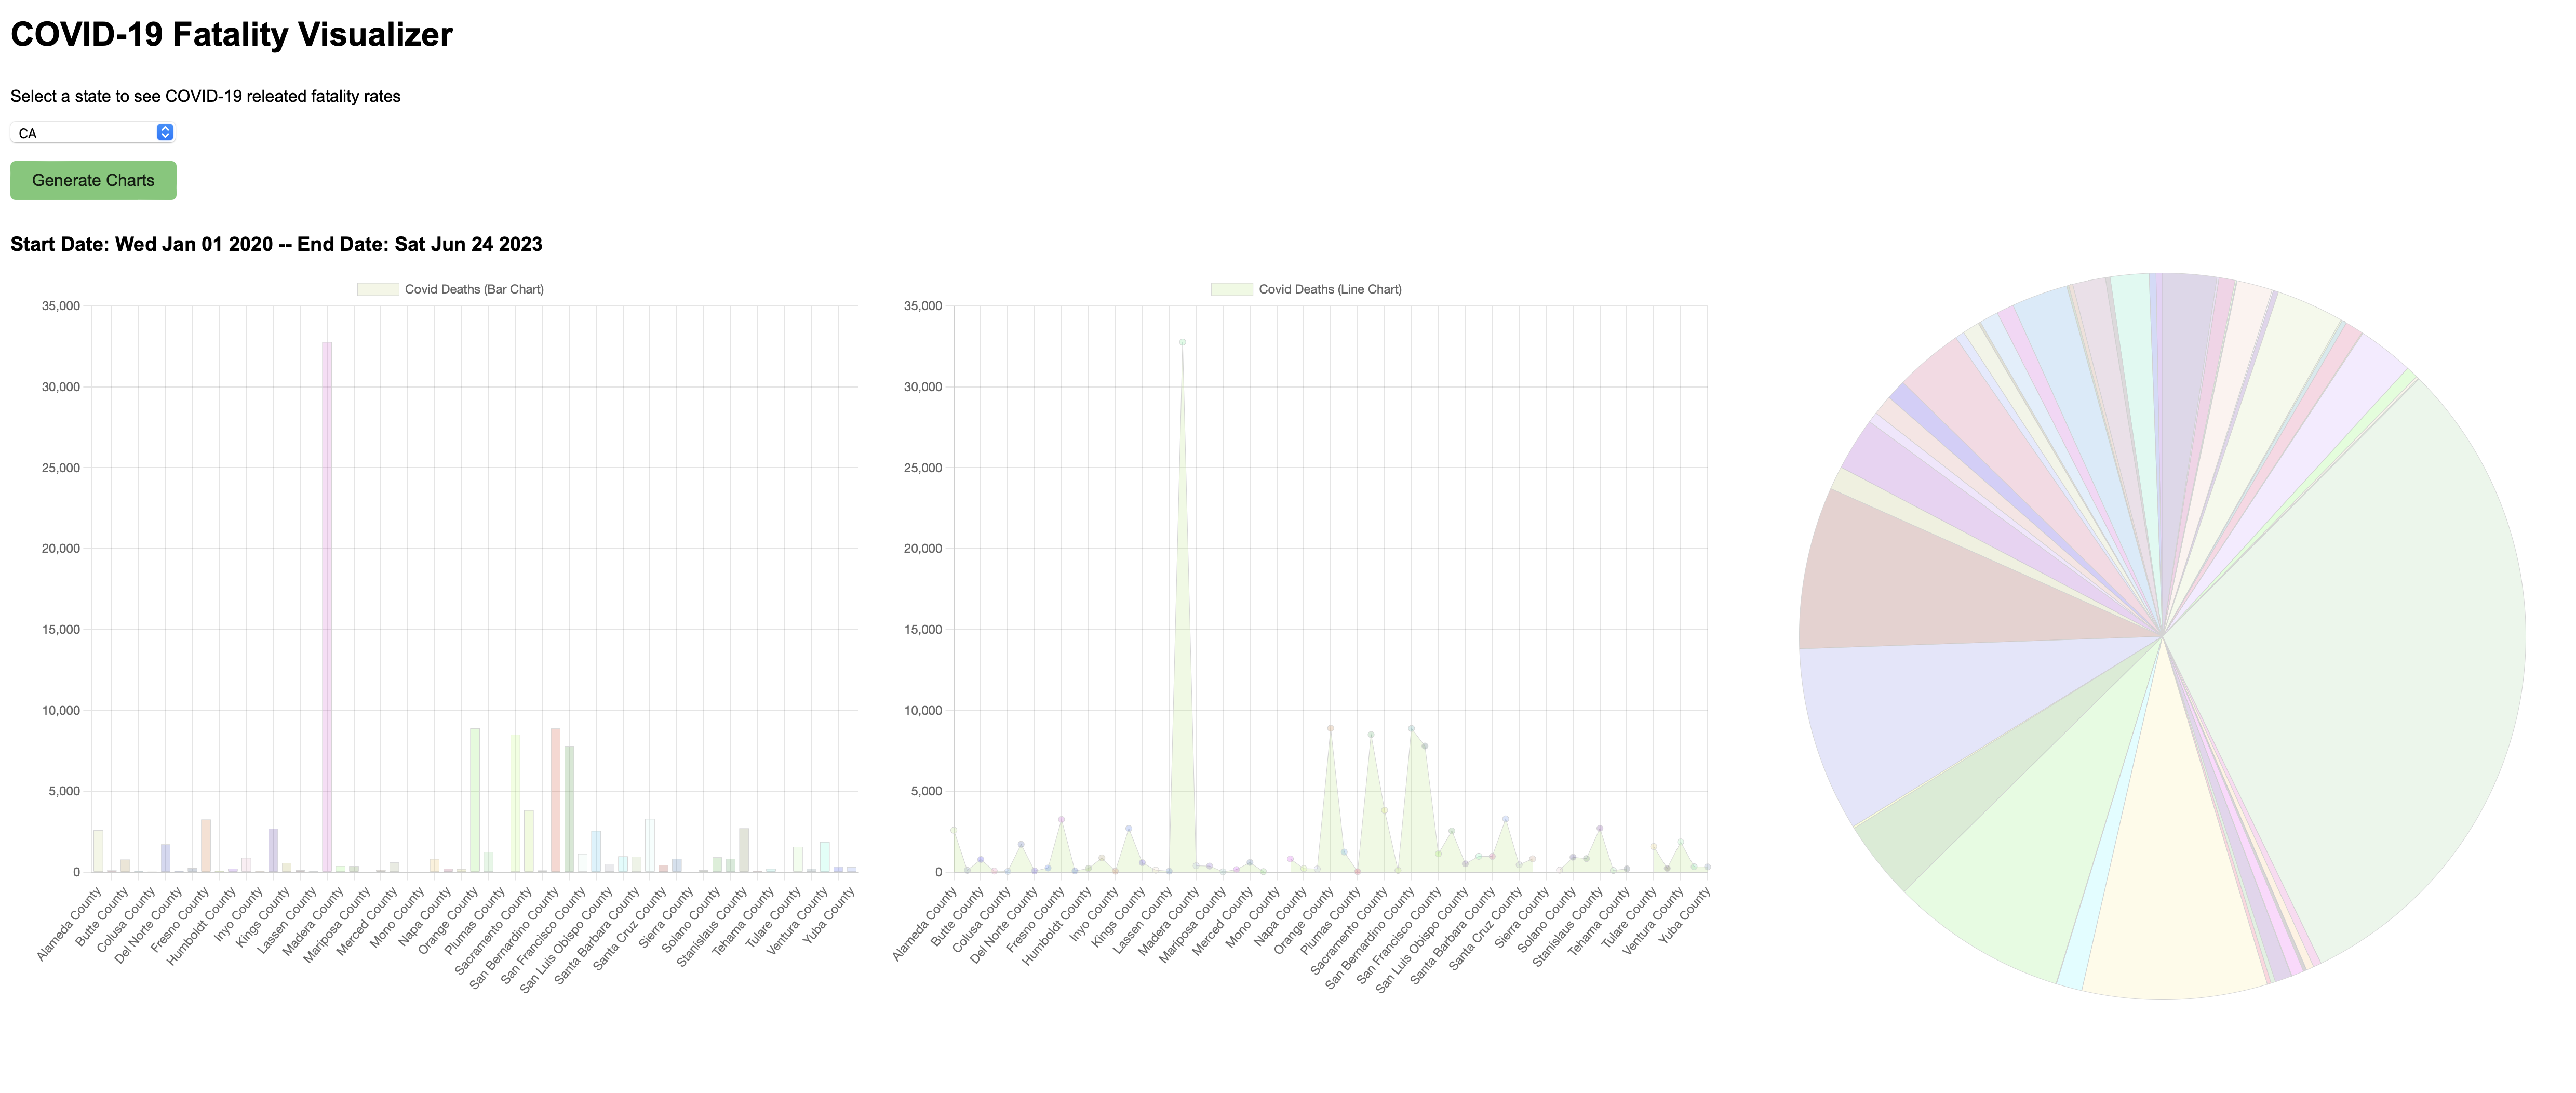 COVID-19 Fatality Visualizer
Select a state to see COVID-19 releated fatality rates
CA
Generate Charts
Start Date: Wed Jan 01 2020 -- End Date: Sat Jun 24 2023
Covid Deaths (Bar Chart)
35,000
30,000
25,000
20,000
15,000
10,000
5,000
0
Alameda County
Butte County
Colusa County
Del Norte County
Fresno County
Humboldt County
Inyo County
Kings County
Lassen County
Madera County
Mariposa County
Merced County
Mono County
Napa County
Orange County
Plumas County
Sacramento County
San Bernardino County
San Francisco County
San Luis Obispo County
Santa Barbara County
Santa Cruz County
Sierra County
Solano County
Stanislaus County
Tehama County
Tulare County
Ventura County
Yuba County
Covid Deaths (Line Chart)
35,000
30,000
25,000
20,000
15,000
10,000
5,000
0
Alameda County
Butte County
Colusa County
Del Norte County
Fresno County
Humboldt County
Inyo County
Kings County
Lassen County
Madera County
Mariposa County
Merced County
Mono County
Napa County
Orange County
Plumas County
Sacramento County
San Bernardino County
San Francisco County
San Luis Obispo County
Santa Barbara County
Santa Cruz County
Sierra County
Solano County
Stanislaus County
Tehama County
Tulare County
Ventura County
Yuba County